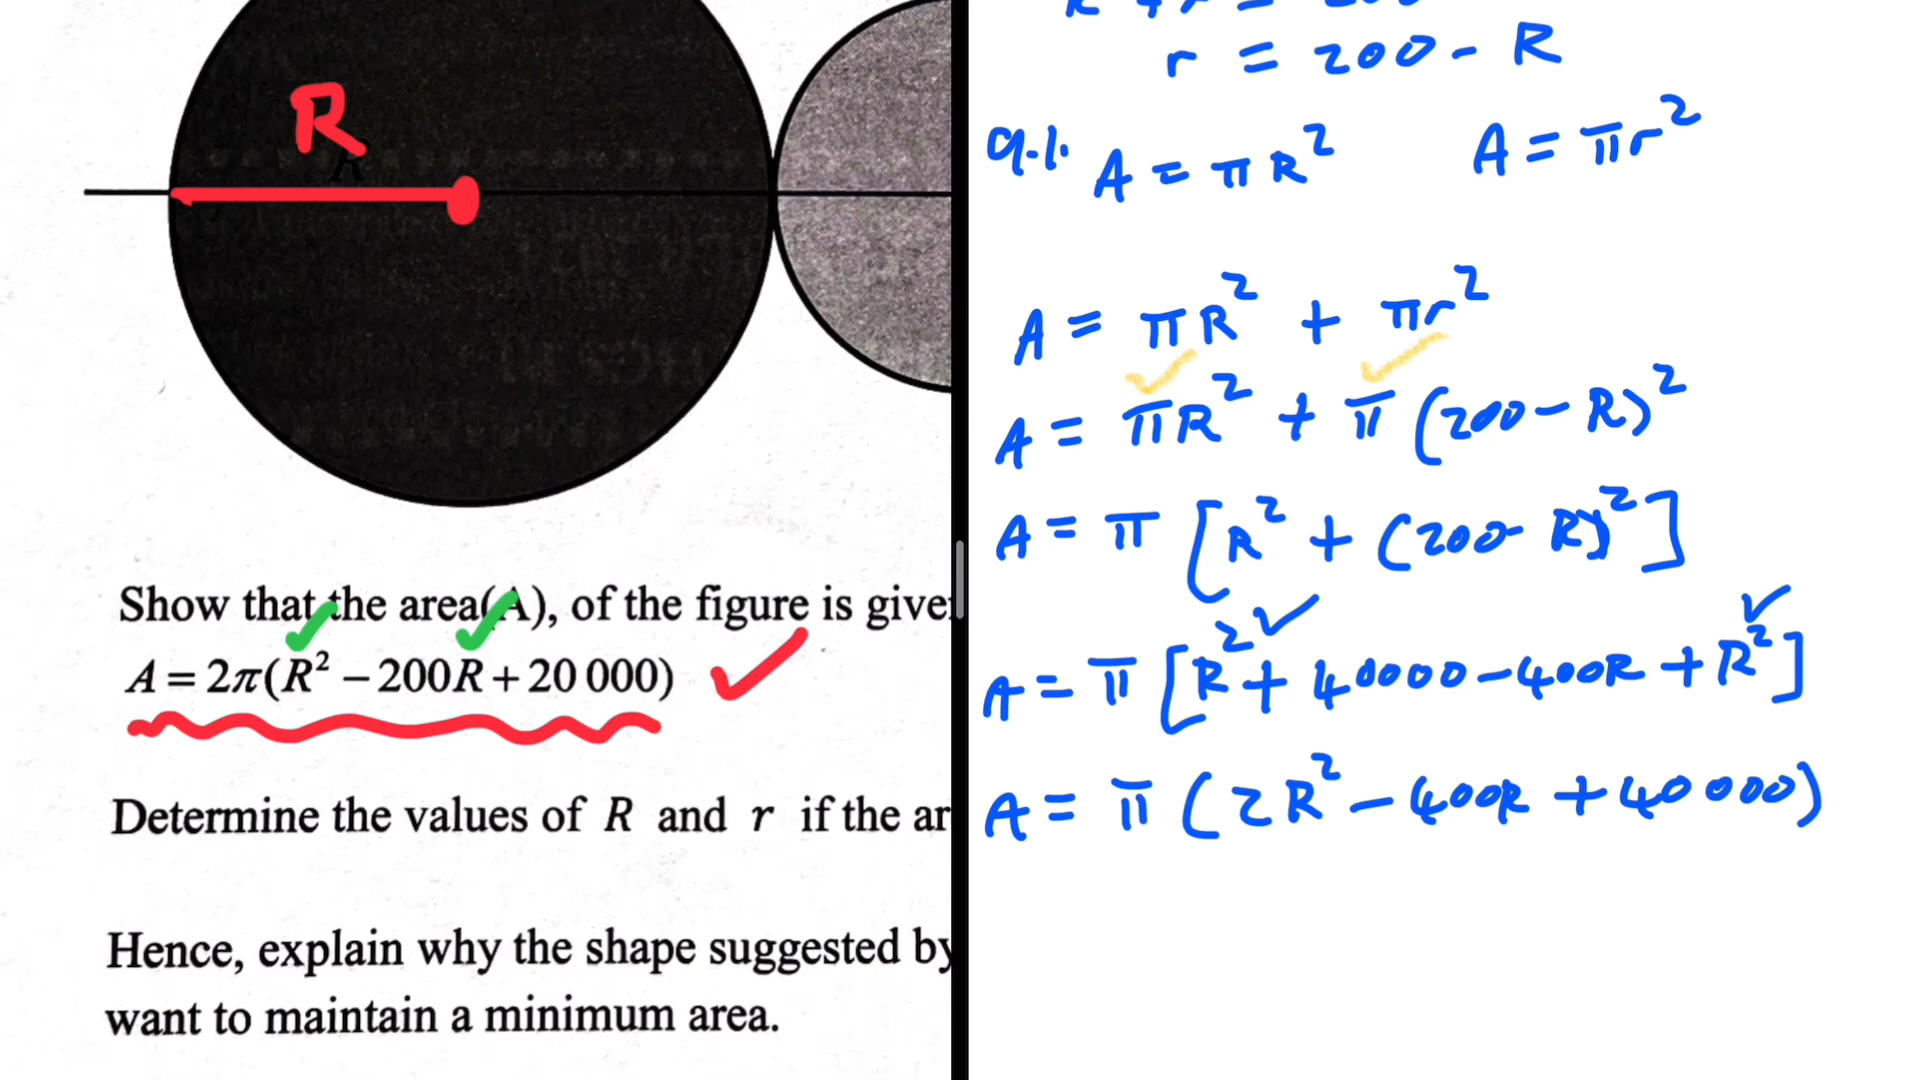 R
R
Show that the area(A), of the figure is give
A = 2π(R² – 200R + 20 000)
Determine the values of R and r if the ar
Hence, explain why the shape suggested by
want to maintain a minimum area.
r = 200 - R
9.1. A = πR² A = πr²
A = πR² + πr²
A = πR² + π(200 - R)²
A = π[R² + (200 - R)²]
A = π[R² + 40000 - 400R + R²]
A = π(2R² - 400R + 40000)